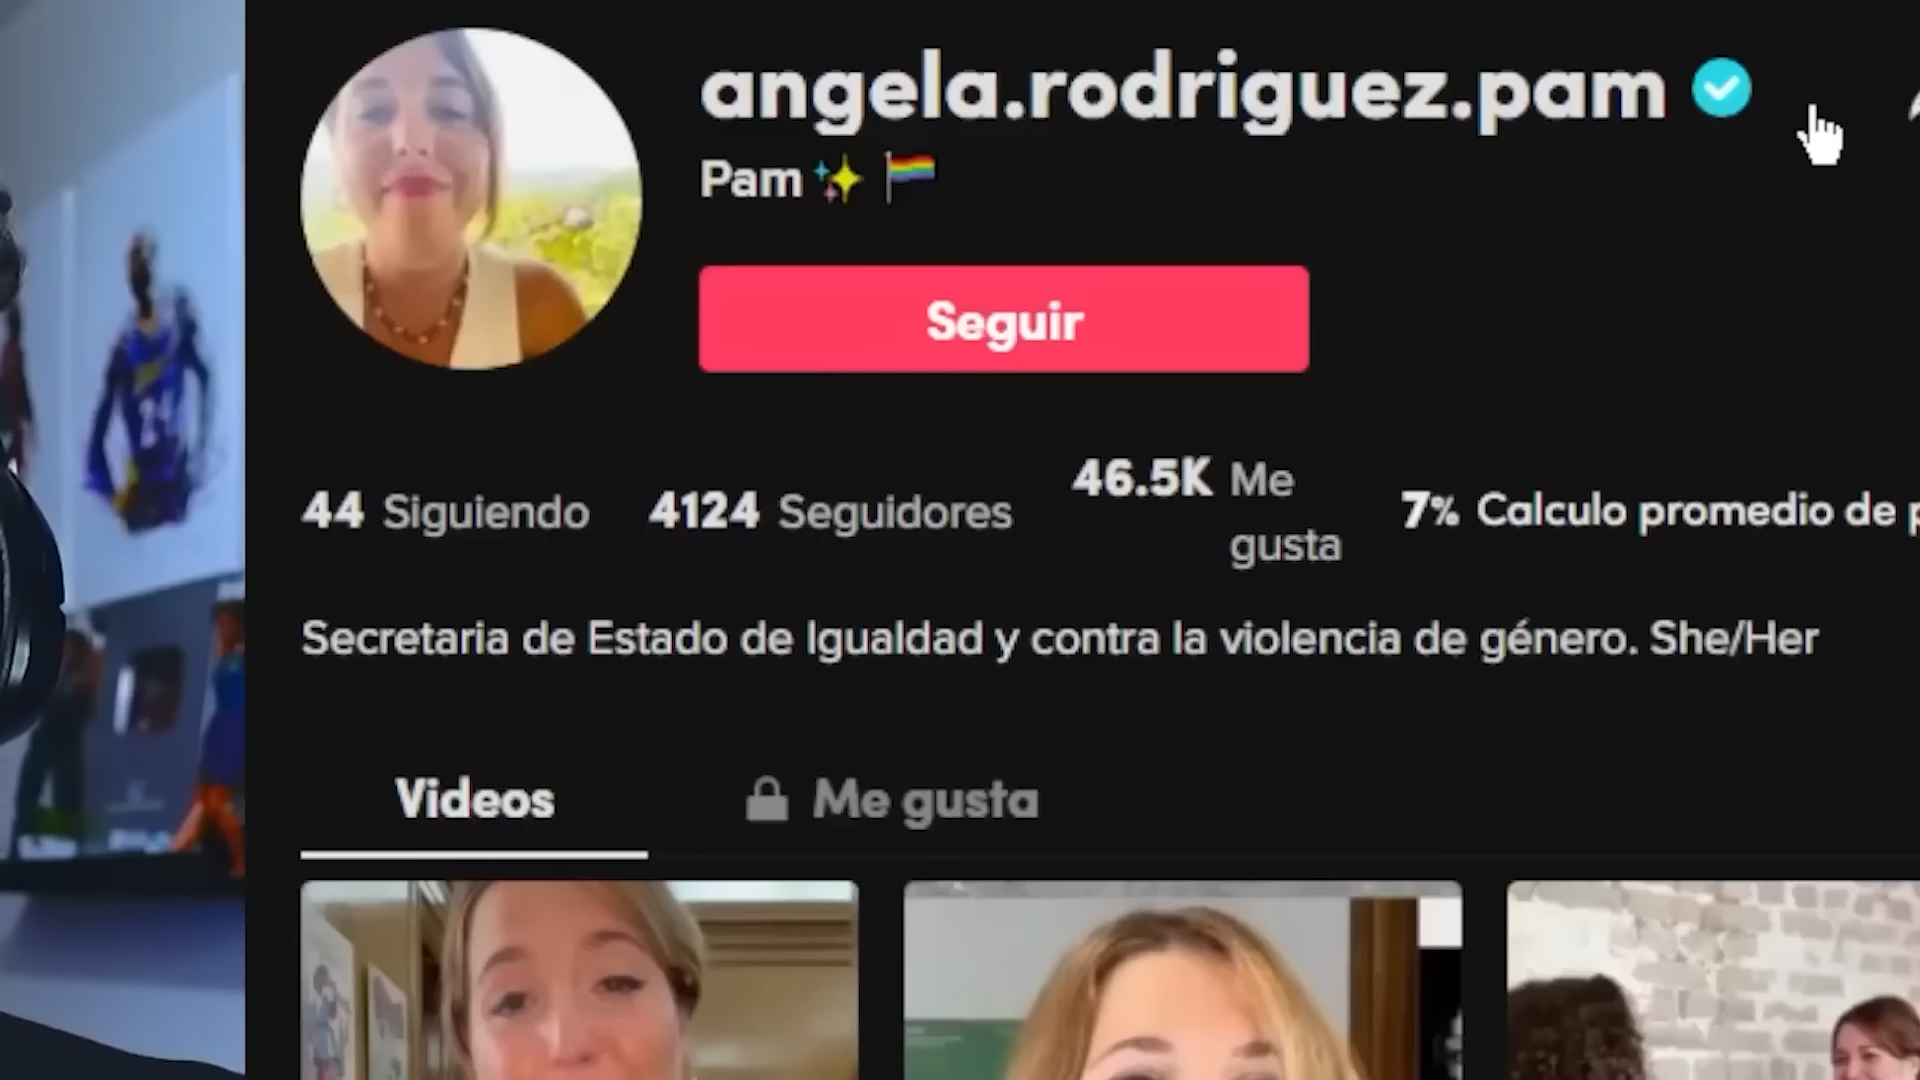 angela.rodriguez.pam
Pam
Seguir
44 Siguiendo 4124 Seguidores 46.5K Me gusta 7% Calculo promedio de
Secretaria de Estado de Igualdad y contra la violencia de género. She/Her
Videos Me gusta
24